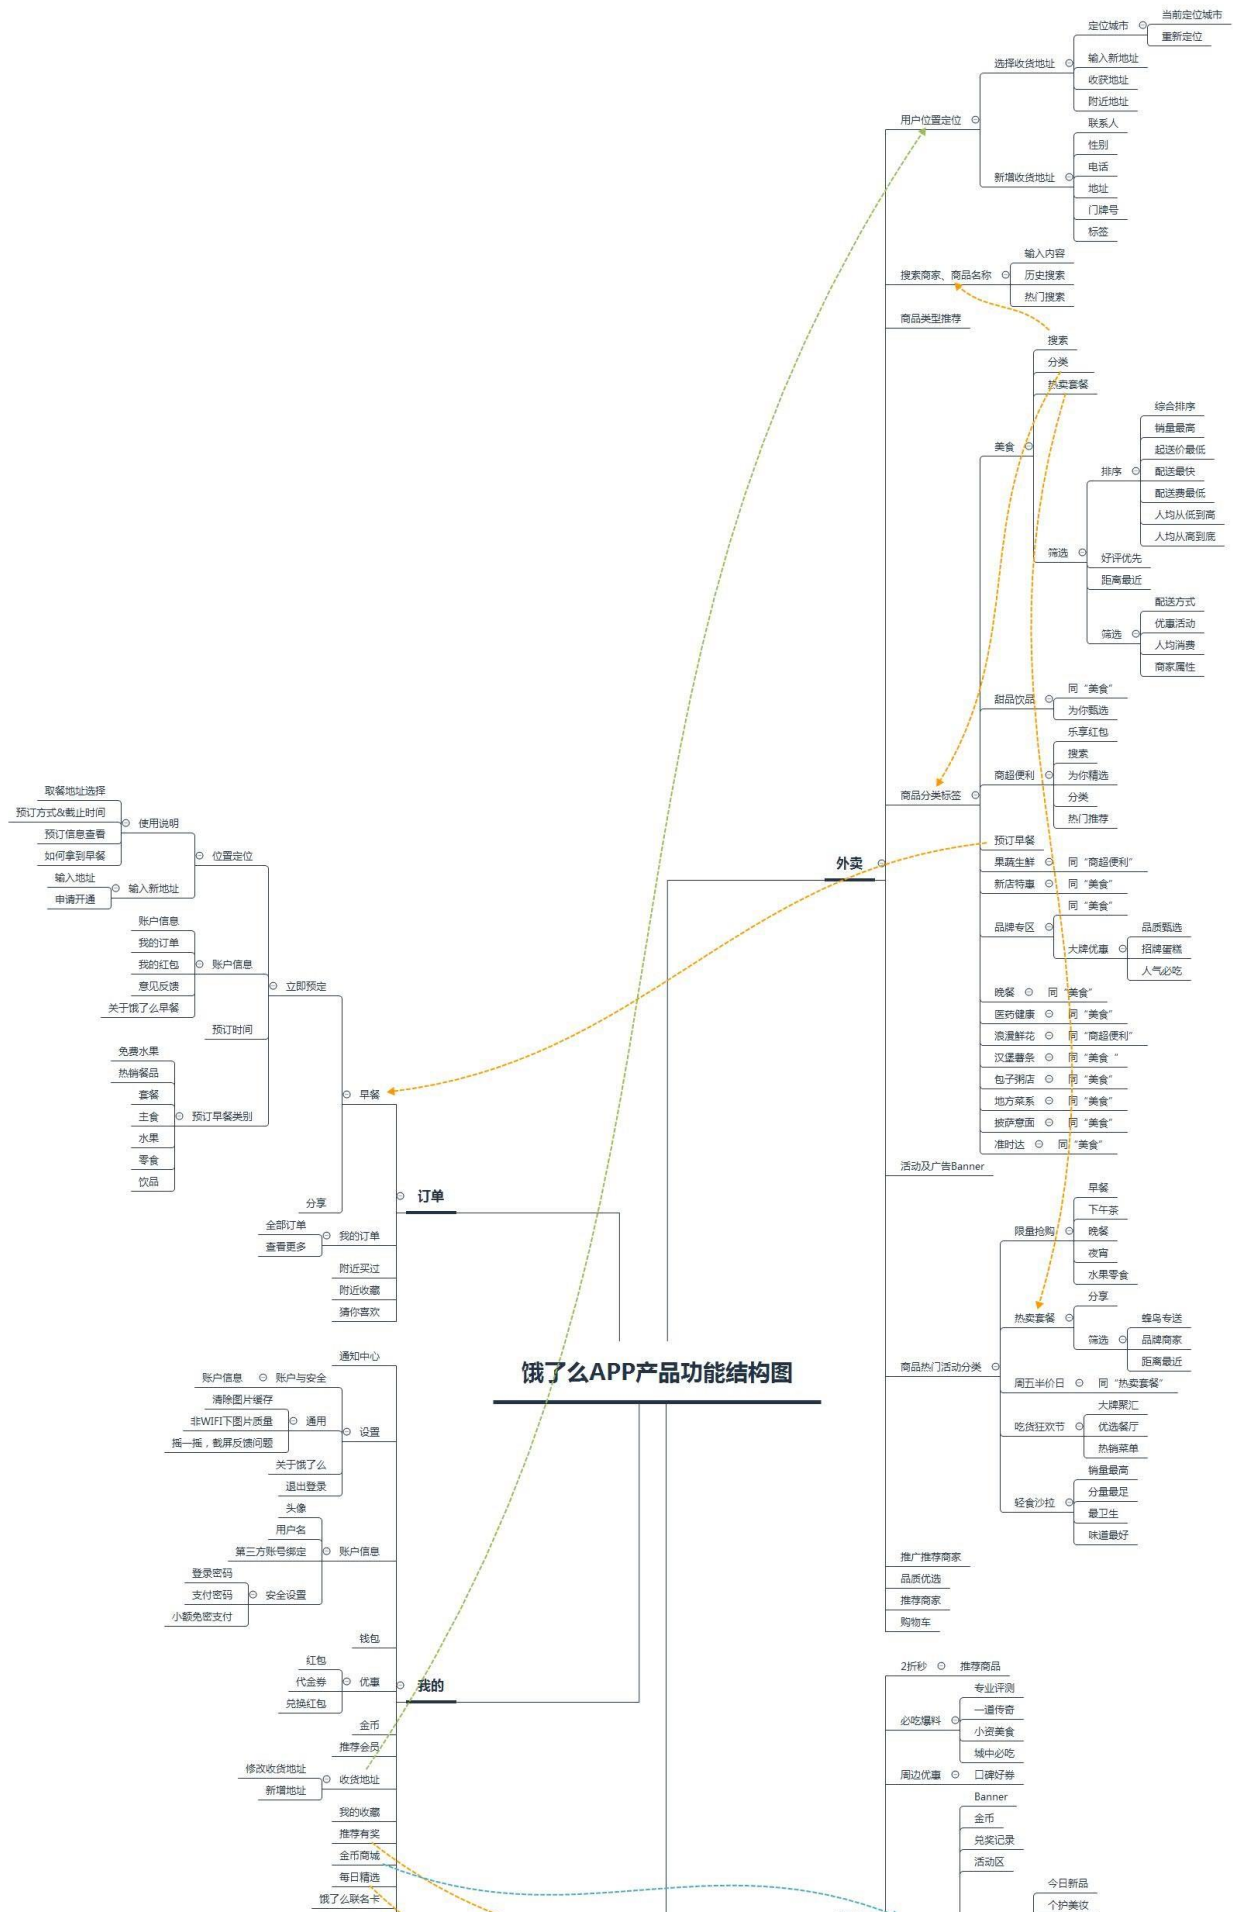 饿了么APP产品功能结构图
外卖
用户位置定位
选择收货地址
定位城市
当前定位城市
重新定位
输入新地址
收获地址
附近地址
新增收货地址
联系人
性别
电话
地址
门牌号
标签
搜索商家、商品名称
输入内容
历史搜索
热门搜索
商品类型推荐
商品分类标签
美食
搜索
分类
热卖套餐
筛选
排序
综合排序
销量最高
起送价最低
配送最快
配送费最低
人均从低到高
人均从高到底
好评优先
距离最近
筛选
配送方式
优惠活动
人均消费
商家属性
甜品饮品
同“美食”
为你甄选
商超便利
乐享红包
搜索
为你精选
分类
热门推荐
预订早餐
果蔬生鲜
同“商超便利”
新店特惠
同“美食”
品牌专区
同“美食”
大牌优惠
品质甄选
招牌蛋糕
人气必吃
晚餐
同“美食”
医药健康
同“美食”
浪漫鲜花
同“商超便利”
汉堡薯条
同“美食 “
包子粥店
同“美食”
地方菜系
同“美食”
披萨意面
同“美食”
准时达
同“美食”
活动及广告Banner
商品热门活动分类
限量抢购
早餐
下午茶
晚餐
夜宵
水果零食
热卖套餐
分享
筛选
蜂鸟专送
品牌商家
距离最近
周五半价日
同“热卖套餐”
吃货狂欢节
大牌聚汇
优选餐厅
热销菜单
轻食沙拉
销量最高
分量最足
最卫生
味道最好
推广推荐商家
品质优选
推荐商家
购物车
2折秒
推荐商品
必吃爆料
专业评测
一道传奇
小资美食
城中必吃
周边优惠
口碑好券
Banner
金币
兑奖记录
活动区
今日新品
个护美妆
订单
早餐
立即预定
位置定位
使用说明
取餐地址选择
预订方式&截止时间
预订信息查看
如何拿到早餐
输入新地址
输入地址
申请开通
账户信息
账户信息
我的订单
我的红包
意见反馈
关于饿了么早餐
预订时间
预订早餐类别
免费水果
热销餐品
套餐
主食
水果
零食
饮品
分享
我的订单
全部订单
查看更多
附近买过
附近收藏
猜你喜欢
我的
通知中心
设置
账户与安全
账户信息
通用
清除图片缓存
非WIFI下图片质量
摇一摇，截屏反馈问题
关于饿了么
退出登录
账户信息
头像
用户名
第三方账号绑定
安全设置
登录密码
支付密码
小额免密支付
钱包
优惠
红包
代金券
兑换红包
金币
推荐会员
收货地址
修改收货地址
新增地址
我的收藏
推荐有奖
金币商城
每日精选
饿了么联名卡